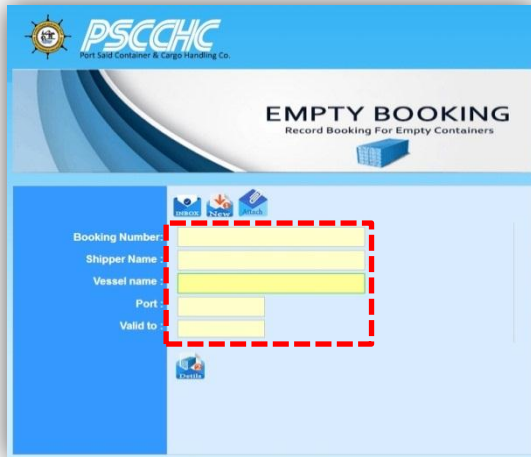 PSCCHC
Port Said Container & Cargo Handling Co.
EMPTY BOOKING
Record Booking For Empty Containers
INBOX New Attach
Booking Number:
Shipper Name :
Vessel name :
Port :
Valid to :
Detils